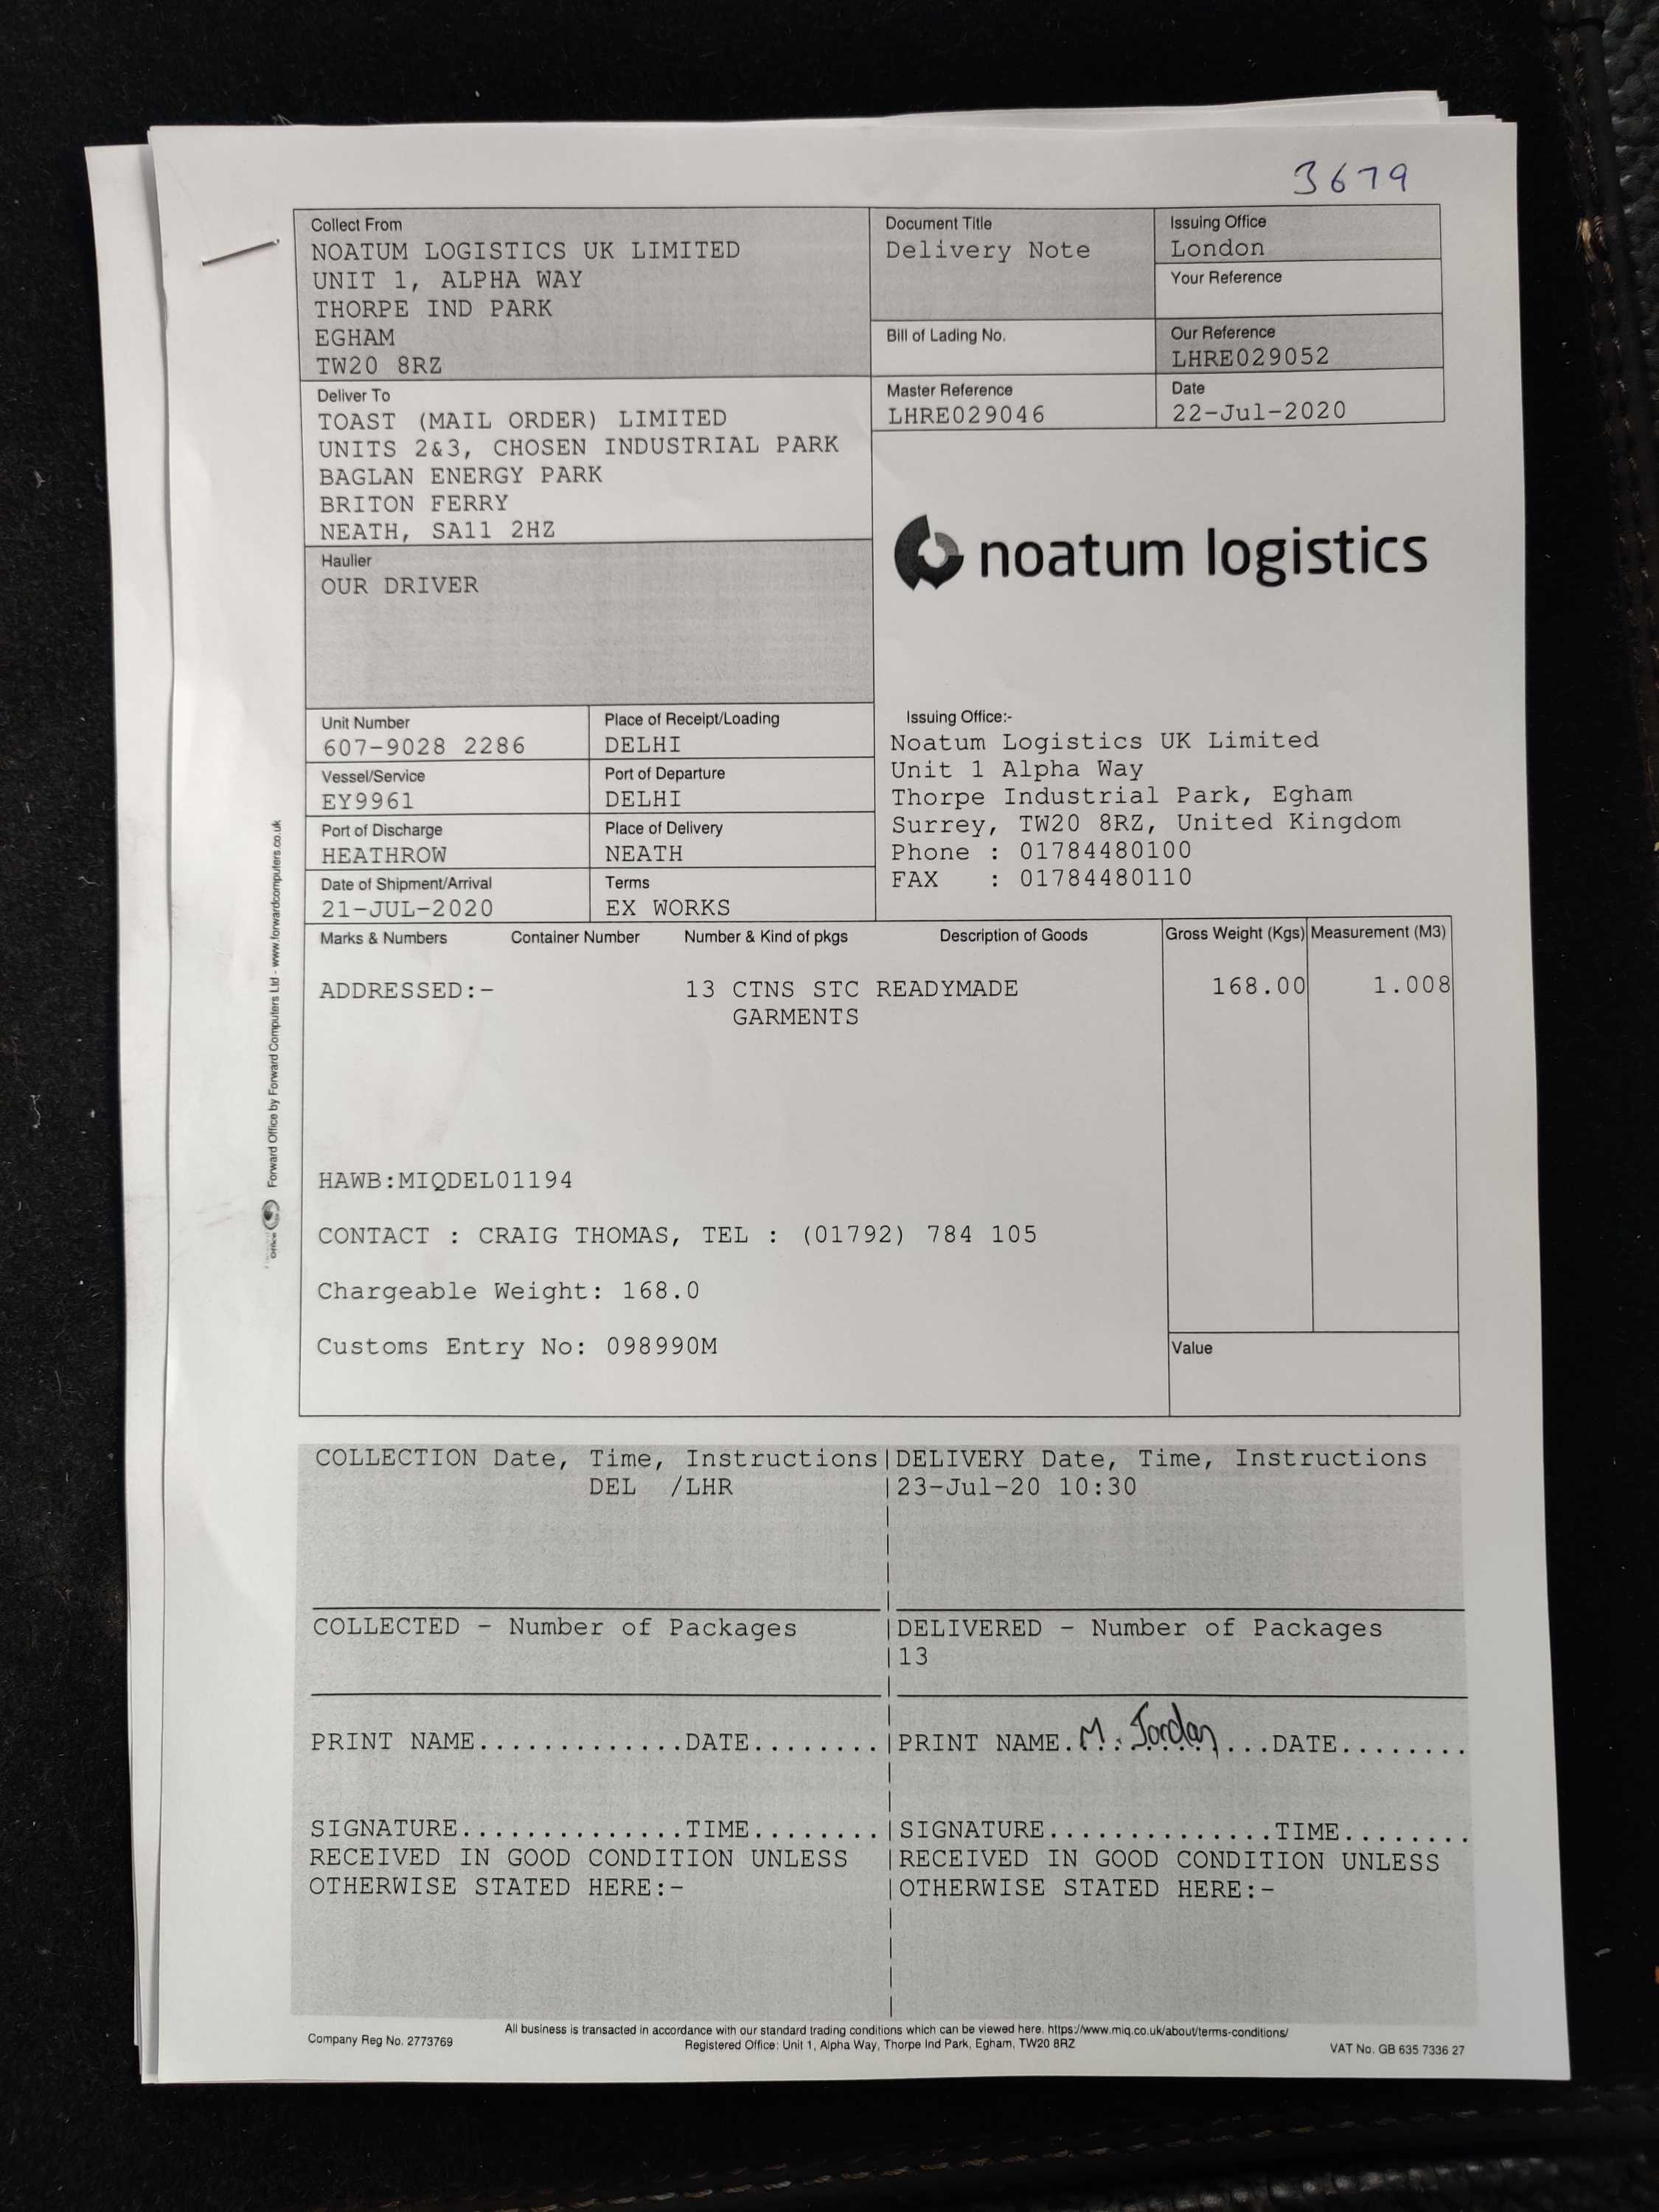 3679
Collect From
NOATUM LOGISTICS UK LIMITED
UNIT 1, ALPHA WAY
THORPE IND PARK
EGHAM
TW20 8RZ
Document Title
Delivery Note
Issuing Office
London
Your Reference
Bill of Lading No.
Our Reference
LHRE029052
Deliver To
TOAST (MAIL ORDER) LIMITED
UNITS 2&3, CHOSEN INDUSTRIAL PARK
BAGLAN ENERGY PARK
BRITON FERRY
NEATH, SA11 2HZ
Master Reference
LHRE029046
Date
22-Jul-2020
noatum logistics
Haulier
OUR DRIVER
Unit Number
607-9028 2286
Place of Receipt/Loading
DELHI
Vessel/Service
EY9961
Port of Departure
DELHI
Port of Discharge
HEATHROW
Place of Delivery
NEATH
Date of Shipment/Arrival
21-JUL-2020
Terms
EX WORKS
Issuing Office:-
Noatum Logistics UK Limited
Unit 1 Alpha Way
Thorpe Industrial Park, Egham
Surrey, TW20 8RZ, United Kingdom
Phone : 01784480100
FAX : 01784480110
Marks & Numbers Container Number Number & Kind of pkgs Description of Goods Gross Weight (Kgs) Measurement (M3)
ADDRESSED:- 13 CTNS STC READYMADE 168.00 1.008
GARMENTS
HAWB:MIQDEL01194
CONTACT : CRAIG THOMAS, TEL : (01792) 784 105
Chargeable Weight: 168.0
Customs Entry No: 098990M
Value
Forward Office by Forward Computers Ltd - www.forwardcomputers.co.uk
COLLECTION Date, Time, Instructions|DELIVERY Date, Time, Instructions
DEL /LHR |23-Jul-20 10:30
COLLECTED - Number of Packages |DELIVERED - Number of Packages
|13
PRINT NAME.............DATE........|PRINT NAME. M. Jordan ...DATE........
SIGNATURE..............TIME........|SIGNATURE..............TIME........
RECEIVED IN GOOD CONDITION UNLESS |RECEIVED IN GOOD CONDITION UNLESS
OTHERWISE STATED HERE:- |OTHERWISE STATED HERE:-
Company Reg No. 2773769
All business is transacted in accordance with our standard trading conditions which can be viewed here. https://www.miq.co.uk/about/terms-conditions/
Registered Office: Unit 1, Alpha Way, Thorpe Ind Park, Egham, TW20 8RZ
VAT No. GB 635 7336 27